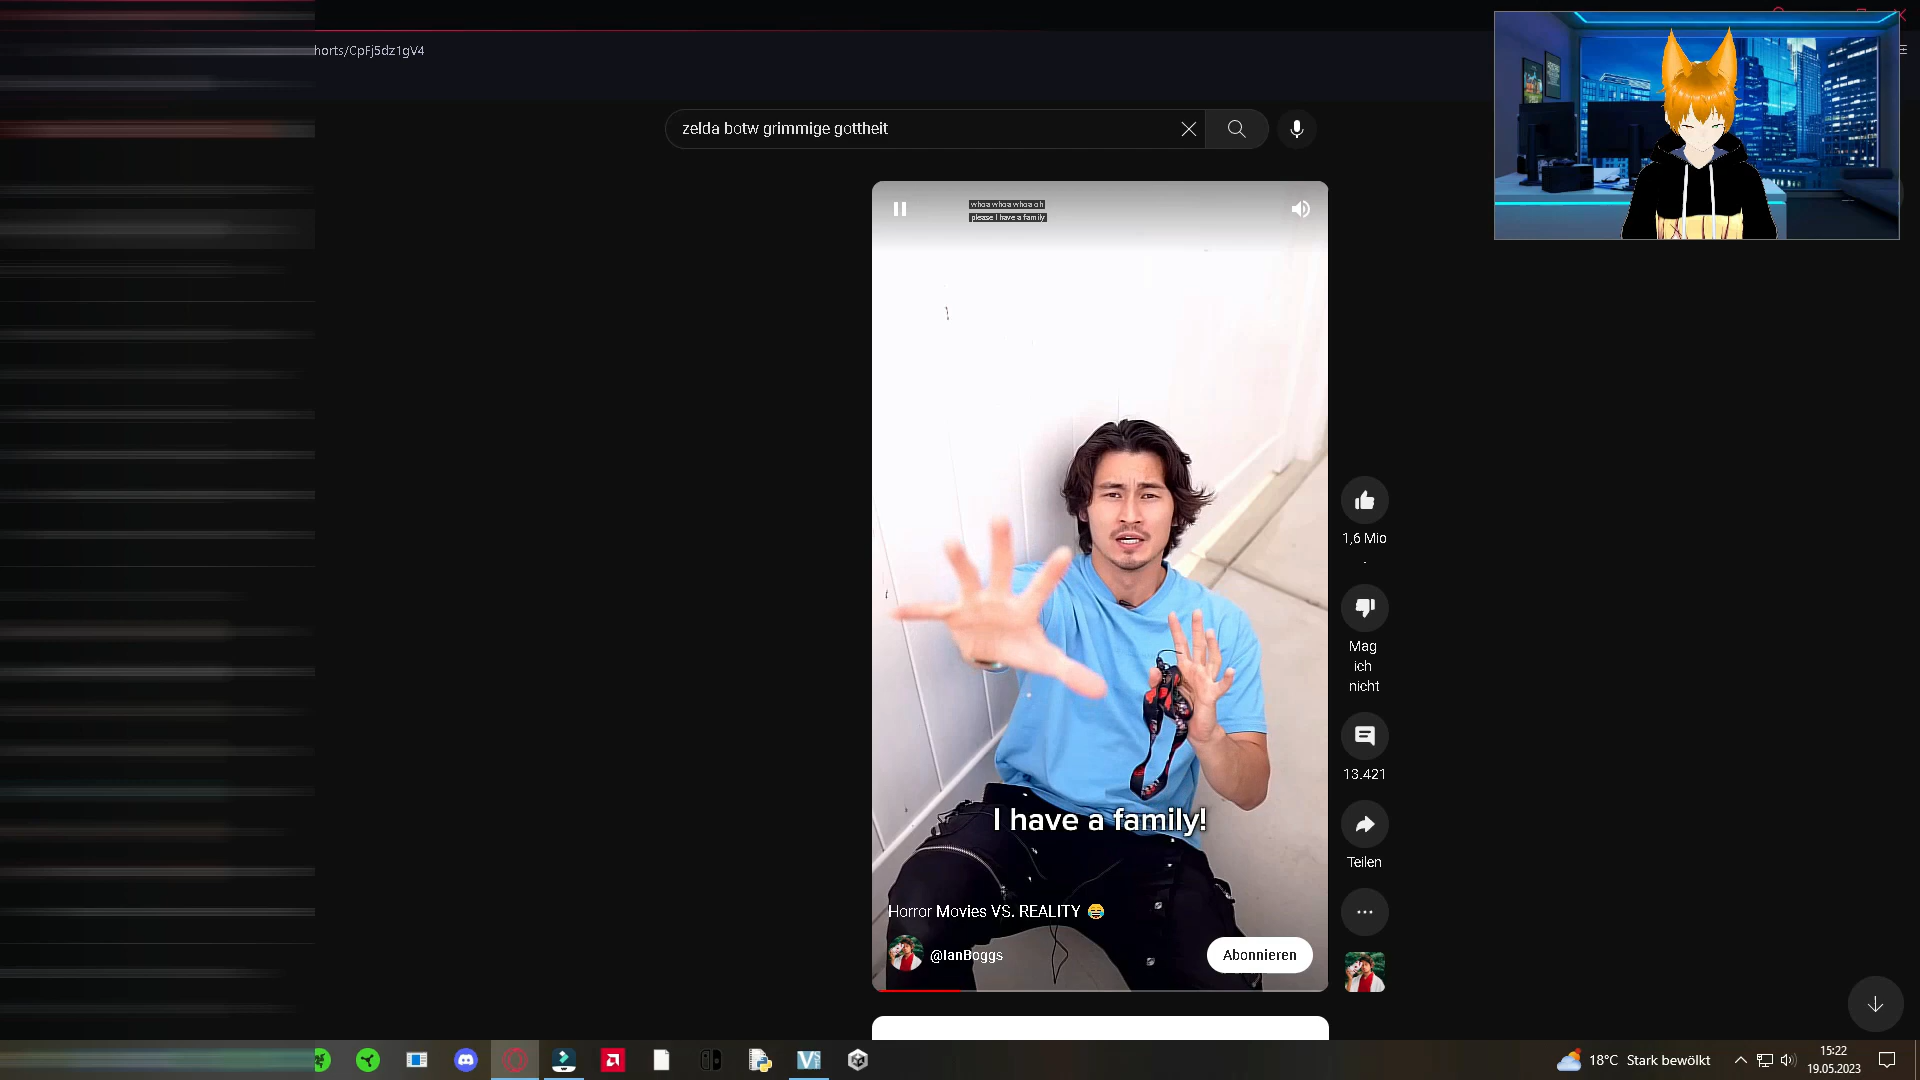 horts/CpFj5dz1gV4
zelda botw grimmige gottheit
whoa whoa whoa oh
please I have a family
1,6 Mio
.
Mag
ich
nicht
13.421
I have a family!
Teilen
Horror Movies VS. REALITY 😂
@IanBoggs
Abonnieren
18°C Stark bewölkt
15:22
19.05.2023